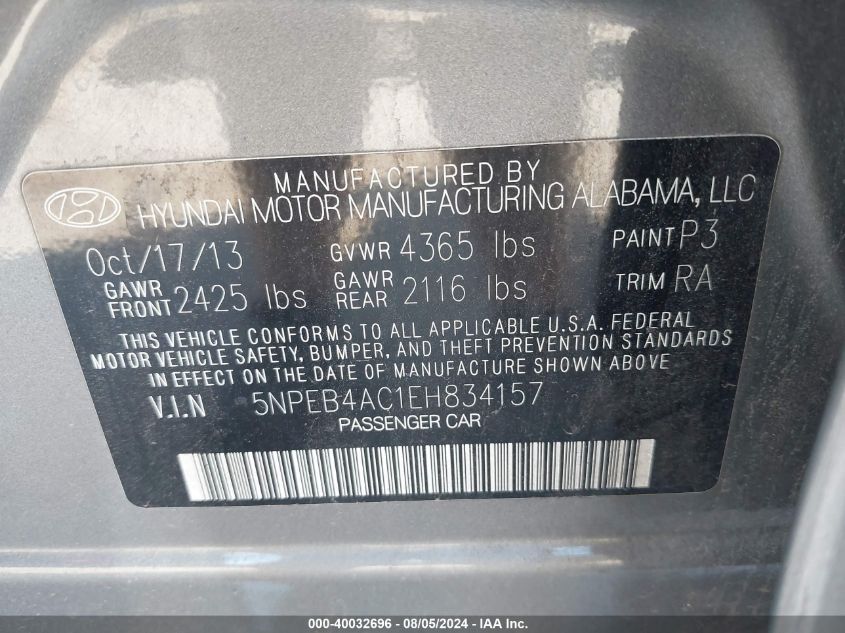 MANUFACTURED BY
HYUNDAI MOTOR MANUFACTURING ALABAMA, LLC
Oct/17/13 GVWR 4365 lbs PAINT P3
GAWR FRONT 2425 lbs GAWR REAR 2116 lbs TRIM RA
THIS VEHICLE CONFORMS TO ALL APPLICABLE U.S.A. FEDERAL
MOTOR VEHICLE SAFETY, BUMPER, AND THEFT PREVENTION STANDARDS
IN EFFECT ON THE DATE OF MANUFACTURE SHOWN ABOVE
V.I.N 5NPEB4AC1EH834157
PASSENGER CAR
000-40032696 - 08/05/2024 - IAA Inc.